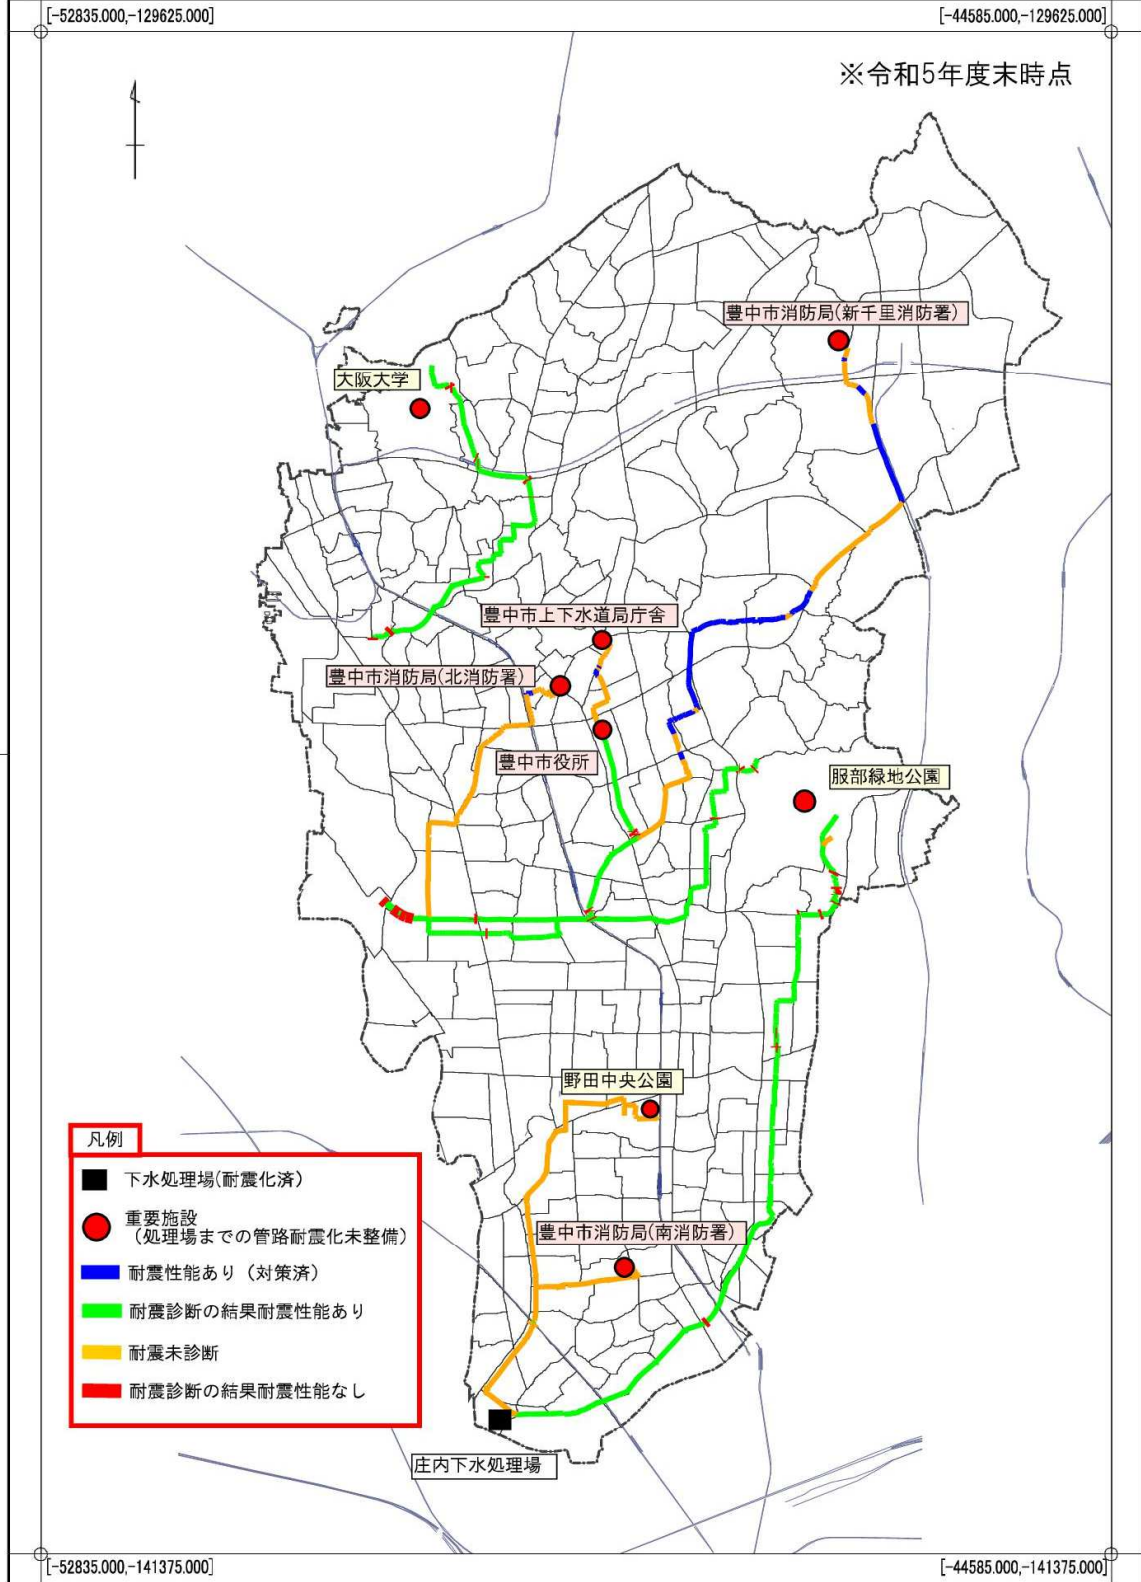 [-52835.000,-129625.000]
[-44585.000,-129625.000]
※令和5年度末時点
豊中市消防局(新千里消防署)
大阪大学
豊中市上下水道局庁舎
豊中市消防局(北消防署)
豊中市役所
服部緑地公園
野田中央公園
豊中市消防局(南消防署)
庄内下水処理場
凡例
下水処理場(耐震化済)
重要施設
(処理場までの管路耐震化未整備)
耐震性能あり(対策済)
耐震診断の結果耐震性能あり
耐震未診断
耐震診断の結果耐震性能なし
[-52835.000,-141375.000]
[-44585.000,-141375.000]